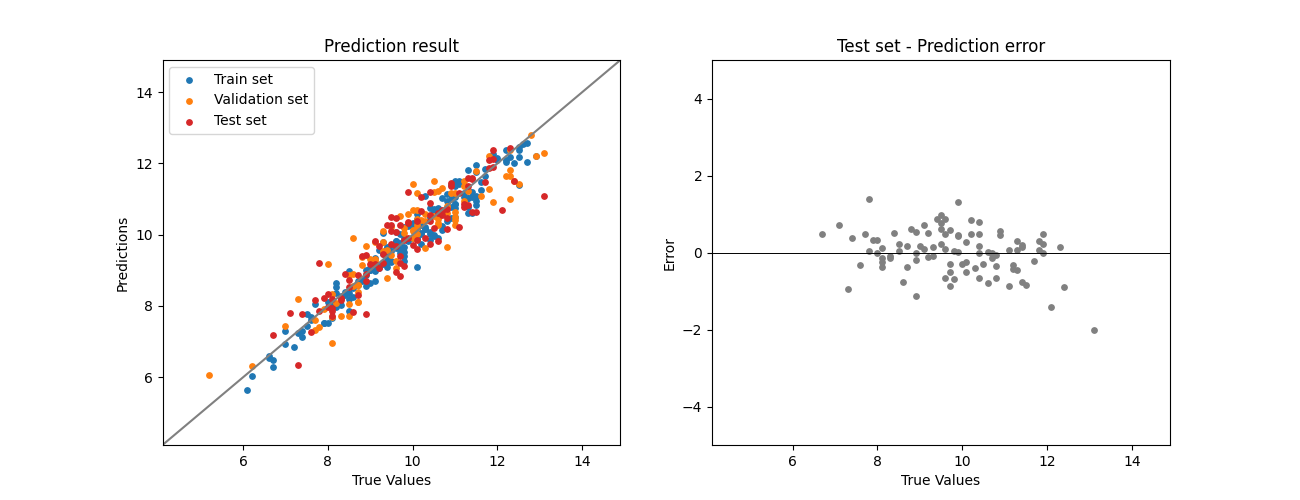 Prediction result
Train set
Validation set
Test set
14
12
10
8
6
Predictions
6 8 10 12 14
True Values
Test set - Prediction error
4
2
0
−2
−4
Error
6 8 10 12 14
True Values